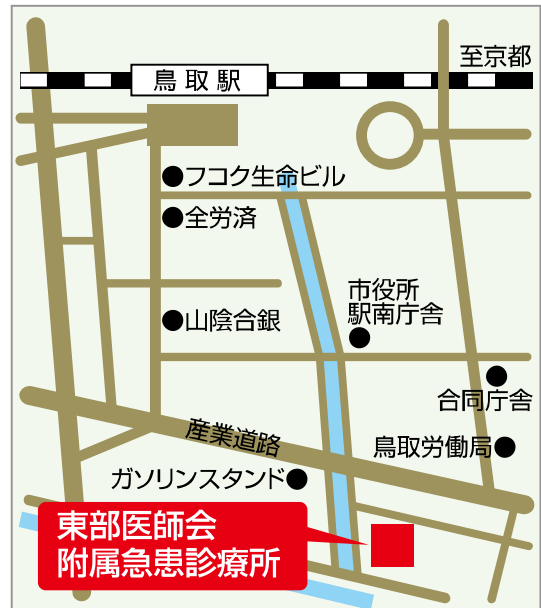 至京都
鳥取駅
●フコク生命ビル
●全労済
市役所
駅南庁舎
●山陰合銀
合同庁舎
産業道路
鳥取労働局●
ガソリンスタンド●
東部医師会
附属急患診療所